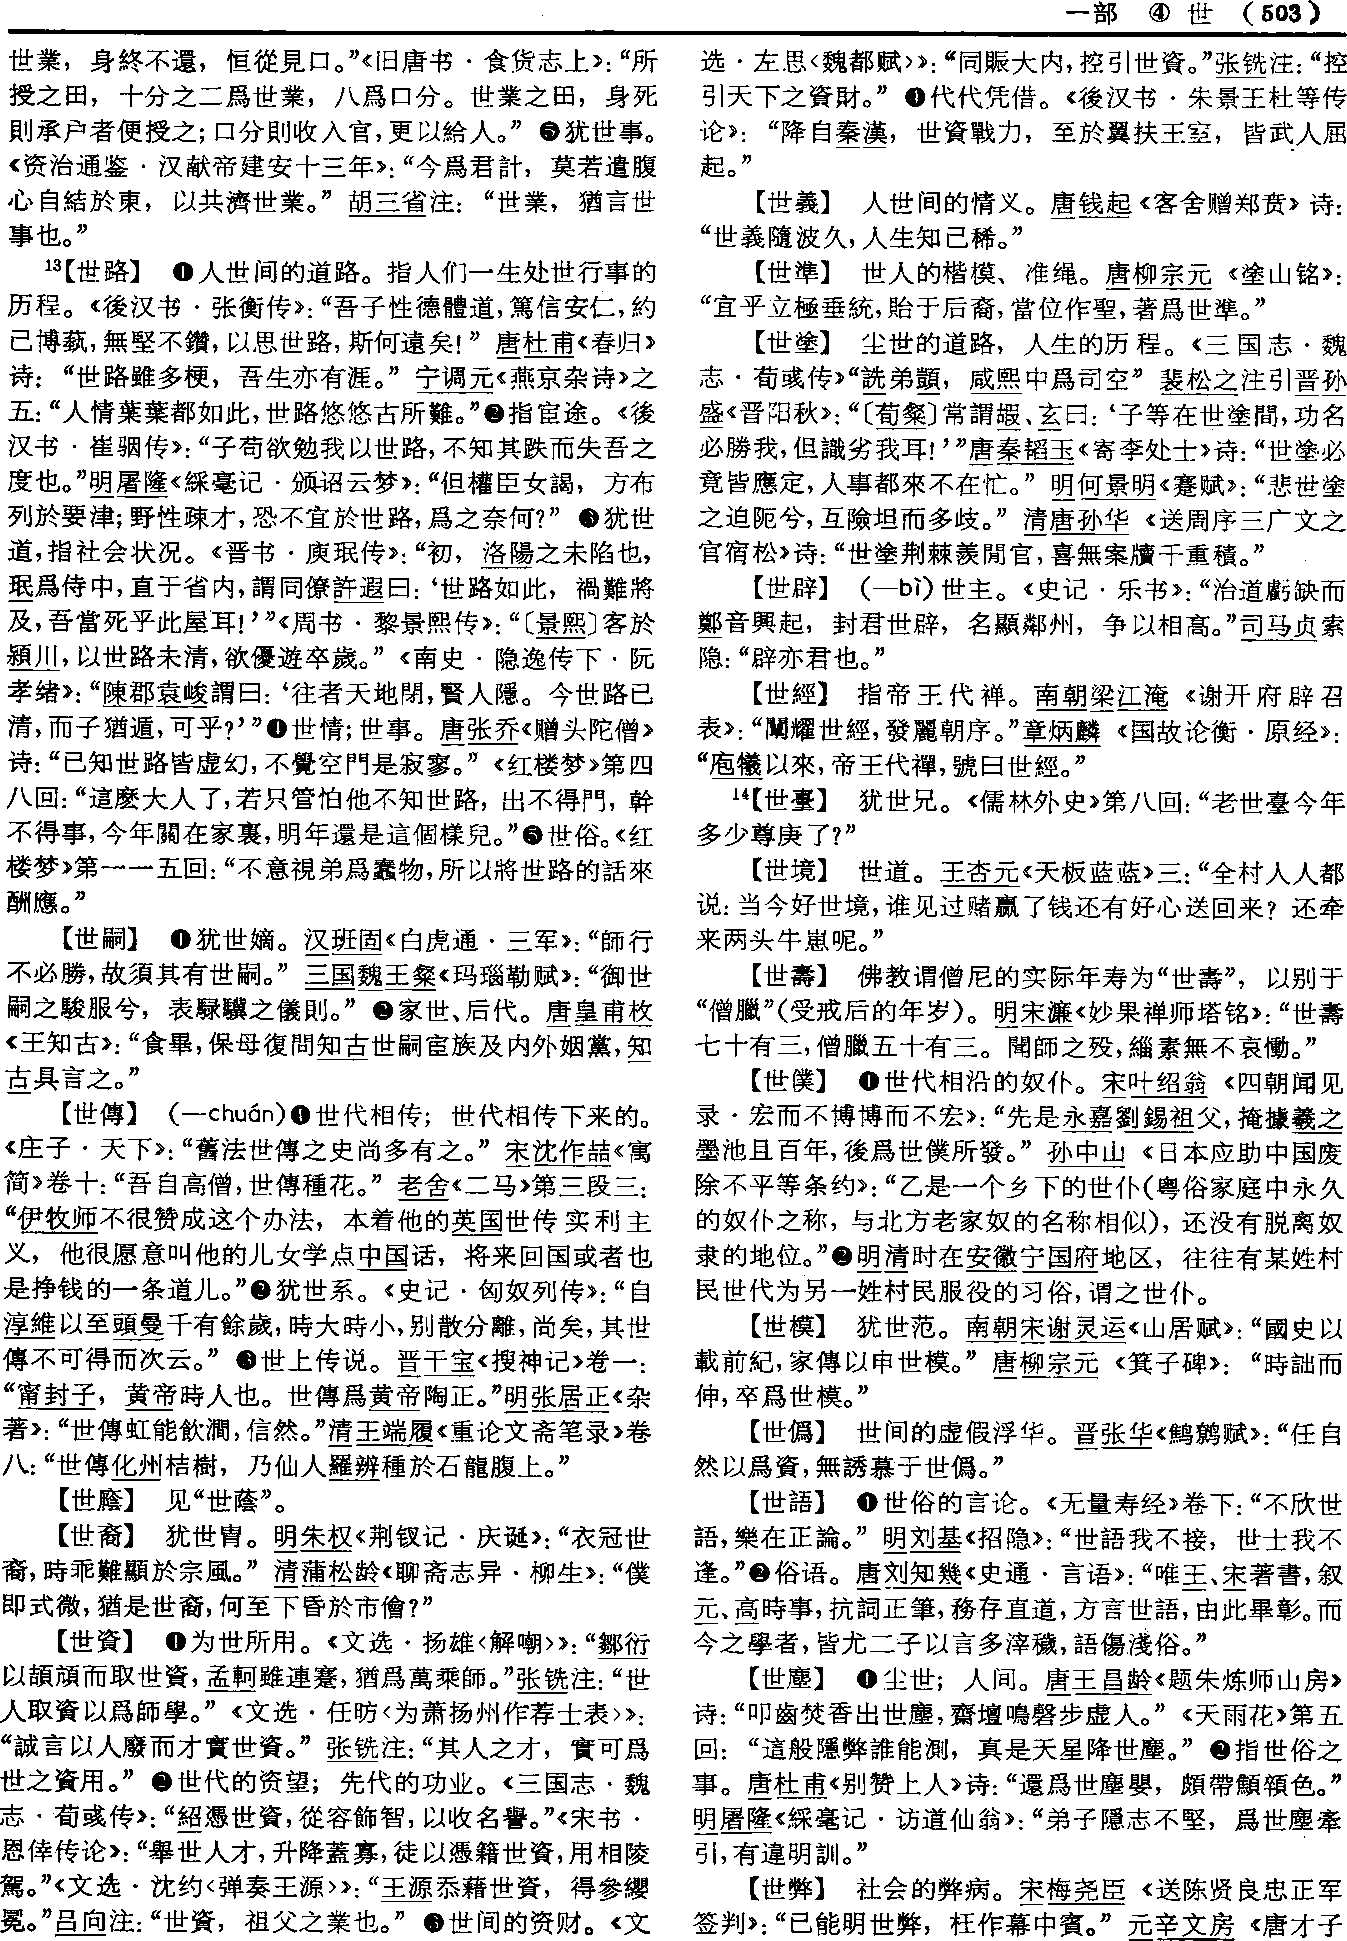 一部 ④ 世 （503）
世業，身終不還，恒從見口。”《旧唐书·食货志上》：“所
授之田，十分之二爲世業，八爲口分。世業之田，身死
則承户者便授之；口分則收入官，更以給人。” ❺犹世事。
《资治通鉴·汉献帝建安十三年》：“今爲君計，莫若遣腹
心自結於東，以共濟世業。” 胡三省注：“世業，猶言世
事也。”
¹³【世路】 ❶人世间的道路。指人们一生处世行事的
历程。《後汉书·张衡传》：“吾子性德體道，篤信安仁，約
己博蓺，無堅不鑽，以思世路，斯何遠矣！” 唐杜甫《春归》
诗：“世路雖多梗，吾生亦有涯。” 宁调元《燕京杂诗》之
五：“人情葉葉都如此，世路悠悠古所難。”❷指宦途。《後
汉书·崔骃传》：“子苟欲勉我以世路，不知其跌而失吾之
度也。”明屠隆《綵毫记·颁诏云梦》：“但權臣女謁，方布
列於要津；野性疎才，恐不宜於世路，爲之奈何？” ❸犹世
道，指社会状况。《晋书·庾珉传》：“初，洛陽之未陷也，
珉爲侍中，直于省内，謂同僚許遐曰：‘世路如此，禍難將
及，吾當死乎此屋耳！’”《周书·黎景熙传》：“〔景熙〕客於
潁川，以世路未清，欲優遊卒歲。” 《南史·隐逸传下·阮
孝绪》：“陳郡袁峻謂曰：‘往者天地閉，賢人隱。今世路已
清，而子猶遁，可乎？’”❹世情；世事。唐张乔《赠头陀僧》
诗：“已知世路皆虚幻，不覺空門是寂寥。” 《红楼梦》第四
八回：“這麽大人了，若只管怕他不知世路，出不得門，幹
不得事，今年關在家裏，明年還是這個樣兒。”❺世俗。《红
楼梦》第一一五回：“不意視弟爲蠢物，所以將世路的話來
酬應。”
【世嗣】 ❶犹世嫡。汉班固《白虎通·三军》：“師行
不必勝，故須其有世嗣。” 三国魏王粲《玛瑙勒赋》：“御世
嗣之駿服兮，表騄驥之儀則。” ❷家世、后代。唐皇甫枚
《王知古》：“食畢，保母復問知古世嗣宦族及内外姻黨，知
古具言之。”
【世傳】 （—chuán）❶世代相传；世代相传下来的。
《庄子·天下》：“舊法世傳之史尚多有之。” 宋沈作喆《寓
简》卷十：“吾自高僧，世傳種花。” 老舍《二马》第三段三：
“伊牧师不很赞成这个办法，本着他的英国世传实利主
义，他很愿意叫他的儿女学点中国话，将来回国或者也
是挣钱的一条道儿。”❷犹世系。《史记·匈奴列传》：“自
淳維以至頭曼千有餘歲，時大時小，别散分離，尚矣，其世
傳不可得而次云。” ❸世上传说。晋干宝《搜神记》卷一：
“甯封子，黄帝時人也。世傳爲黄帝陶正。”明张居正《杂
著》：“世傳虹能飲澗，信然。”清王端履《重论文斋笔录》卷
八：“世傳化州桔樹，乃仙人羅辨種於石龍腹上。”
【世廕】 见“世蔭”。
【世裔】 犹世胄。明朱权《荆钗记·庆诞》：“衣冠世
裔，時乖難顯於宗風。” 清蒲松龄《聊斋志异·柳生》：“僕
即式微，猶是世裔，何至下昏於市儈？”
【世資】 ❶为世所用。《文选·扬雄〈解嘲〉》：“鄒衍
以頡頏而取世資，孟軻雖連蹇，猶爲萬乘師。”张铣注：“世
人取資以爲師學。” 《文选·任昉〈为萧扬州作荐士表〉》：
“誠言以人廢而才實世資。” 张铣注：“其人之才，實可爲
世之資用。” ❷世代的资望；先代的功业。《三国志·魏
志·荀彧传》：“紹憑世資，從容飾智，以收名譽。”《宋书·
恩倖传论》：“舉世人才，升降蓋寡，徒以憑籍世資，用相陵
駕。”《文选·沈约〈弹奏王源〉》：“王源忝藉世資，得參纓
冕。”吕向注：“世資，祖父之業也。” ❸世间的资财。《文
选·左思〈魏都赋〉》：“同賑大内，控引世資。”张铣注：“控
引天下之資財。” ❹代代凭借。《後汉书·朱景王杜等传
论》：“降自秦漢，世資戰力，至於翼扶王室，皆武人屈
起。”
【世義】 人世间的情义。唐钱起《客舍赠郑贲》诗：
“世義隨波久，人生知己稀。”
【世準】 世人的楷模、准绳。唐柳宗元《塗山铭》：
“宜乎立極垂統，貽于后裔，當位作聖，著爲世準。”
【世塗】 尘世的道路，人生的历程。《三国志·魏
志·荀彧传》“詵弟顗，咸熙中爲司空” 裴松之注引晋孙
盛《晋阳秋》：“〔荀粲〕常謂嘏、玄曰：‘子等在世塗間，功名
必勝我，但識劣我耳！’”唐秦韬玉《寄李处士》诗：“世塗必
竟皆應定，人事都來不在忙。” 明何景明《蹇赋》：“悲世塗
之迫阨兮，互險坦而多歧。” 清唐孙华《送周序三广文之
官宿松》诗：“世塗荆棘羨閒官，喜無案牘千重積。”
【世辟】 （—bì）世主。《史记·乐书》：“治道虧缺而
鄭音興起，封君世辟，名顯鄰州，争以相高。”司马贞索
隐：“辟亦君也。”
【世經】 指帝王代禅。南朝梁江淹《谢开府辟召
表》：“闡耀世經，發麗朝序。”章炳麟《国故论衡·原经》：
“庖犧以來，帝王代禪，號曰世經。”
¹⁴【世臺】 犹世兄。《儒林外史》第八回：“老世臺今年
多少尊庚了？”
【世境】 世道。王杏元《天板蓝蓝》三：“全村人人都
说：当今好世境，谁见过赌赢了钱还有好心送回来？还牵
来两头牛崽呢。”
【世壽】 佛教谓僧尼的实际年寿为“世壽”，以别于
“僧臘”（受戒后的年岁）。明宋濂《妙果禅师塔铭》：“世壽
七十有三，僧臘五十有三。聞師之殁，緇素無不哀慟。”
【世僕】 ❶世代相沿的奴仆。宋叶绍翁《四朝闻见
录·宏而不博博而不宏》：“先是永嘉劉錫祖父，掩據羲之
墨池且百年，後爲世僕所發。” 孙中山《日本应助中国废
除不平等条约》：“乙是一个乡下的世仆（粤俗家庭中永久
的奴仆之称，与北方老家奴的名称相似），还没有脱离奴
隶的地位。”❷明清时在安徽宁国府地区，往往有某姓村
民世代为另一姓村民服役的习俗，谓之世仆。
【世模】 犹世范。南朝宋谢灵运《山居赋》：“國史以
載前紀，家傳以申世模。” 唐柳宗元《箕子碑》：“時詘而
伸，卒爲世模。”
【世僞】 世间的虚假浮华。晋张华《鹪鹩赋》：“任自
然以爲資，無誘慕于世僞。”
【世語】 ❶世俗的言论。《无量寿经》卷下：“不欣世
語，樂在正論。” 明刘基《招隐》：“世語我不接，世士我不
逢。”❷俗语。唐刘知幾《史通·言语》：“唯王、宋著書，叙
元、高時事，抗詞正筆，務存直道，方言世語，由此畢彰。而
今之學者，皆尤二子以言多滓穢，語傷淺俗。”
【世塵】 ❶尘世；人间。唐王昌龄《题朱炼师山房》
诗：“叩齒焚香出世塵，齋壇鳴磬步虚人。” 《天雨花》第五
回：“這般隱弊誰能測，真是天星降世塵。” ❷指世俗之
事。唐杜甫《别赞上人》诗：“還爲世塵嬰，頗帶顦顇色。”
明屠隆《綵毫记·访道仙翁》：“弟子隱志不堅，爲世塵牽
引，有違明訓。”
【世弊】 社会的弊病。宋梅尧臣《送陈贤良忠正军
签判》：“已能明世弊，枉作幕中賓。” 元辛文房《唐才子